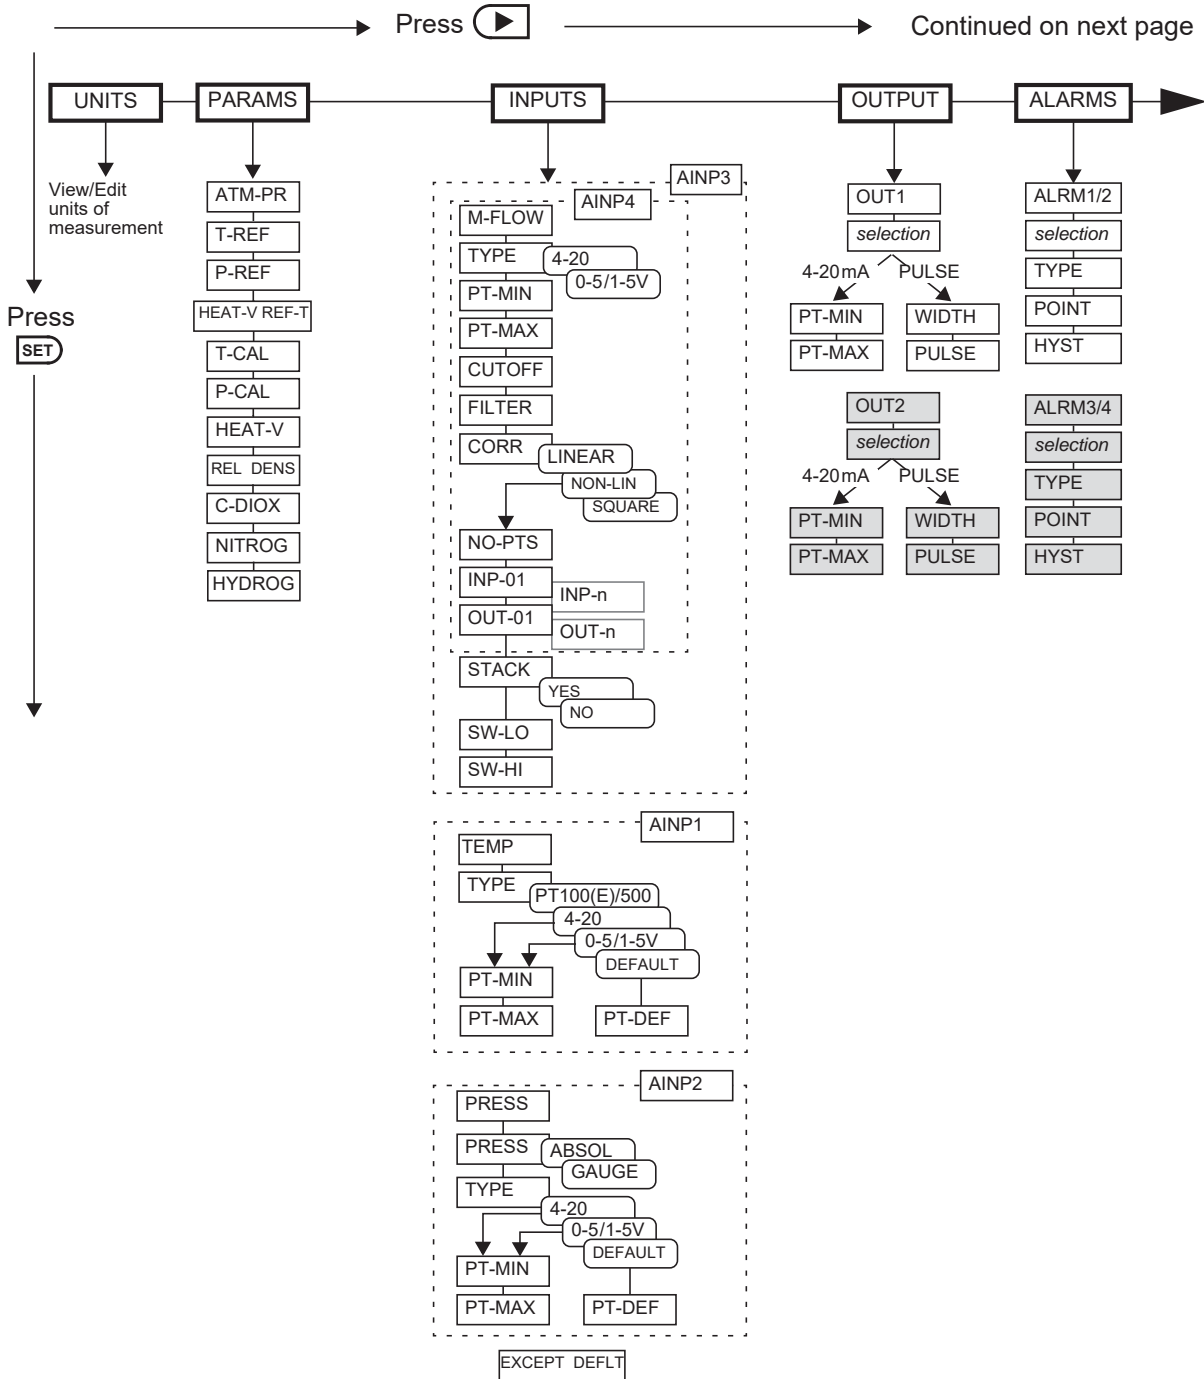 Press
Continued on next page
UNITS
PARAMS
INPUTS
OUTPUT
ALARMS
Press
SET
View/Edit
units of
measurement
ATM-PR
T-REF
P-REF
HEAT-V REF-T
T-CAL
P-CAL
HEAT-V
REL DENS
C-DIOX
NITROG
HYDROG
AINP3
AINP4
M-FLOW
TYPE
4-20
0-5/1-5V
PT-MIN
PT-MAX
CUTOFF
FILTER
CORR
LINEAR
NON-LIN
SQUARE
NO-PTS
INP-01
INP-n
OUT-01
OUT-n
STACK
YES
NO
SW-LO
SW-HI
AINP1
TEMP
TYPE
PT100(E)/500
4-20
0-5/1-5V
DEFAULT
PT-MIN
PT-MAX
PT-DEF
AINP2
PRESS
PRESS
ABSOL
GAUGE
TYPE
4-20
0-5/1-5V
DEFAULT
PT-MIN
PT-MAX
PT-DEF
EXCEPT DEFLT
OUT1
selection
4-20mA
PULSE
PT-MIN
WIDTH
PT-MAX
PULSE
OUT2
selection
4-20mA
PULSE
PT-MIN
WIDTH
PT-MAX
PULSE
ALRM1/2
selection
TYPE
POINT
HYST
ALRM3/4
selection
TYPE
POINT
HYST